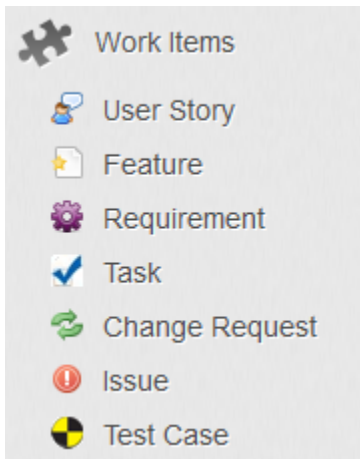 Work Items
User Story
Feature
Requirement
Task
Change Request
Issue
Test Case